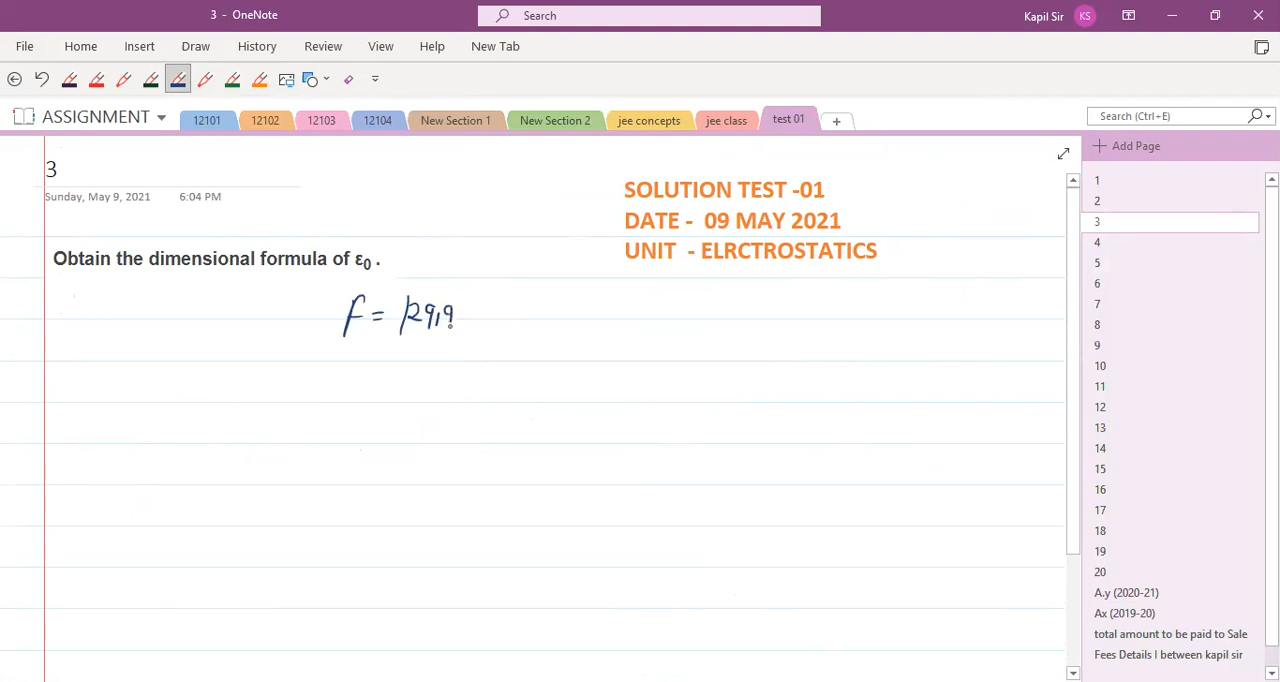 3 - OneNote
Search
Kapil Sir KS
File Home Insert Draw History Review View Help New Tab
ASSIGNMENT
12101 12102 12103 12104 New Section 1 New Section 2 jee concepts jee class test 01
Search (Ctrl+E)
Add Page
3
Sunday, May 9, 2021 6:04 PM
SOLUTION TEST -01
DATE - 09 MAY 2021
UNIT - ELRCTROSTATICS
Obtain the dimensional formula of ε₀ .
F = kq₁q
1
2
3
4
5
6
7
8
9
10
11
12
13
14
15
16
17
18
19
20
A.y (2020-21)
Ax (2019-20)
total amount to be paid to Sale
Fees Details l between kapil sir